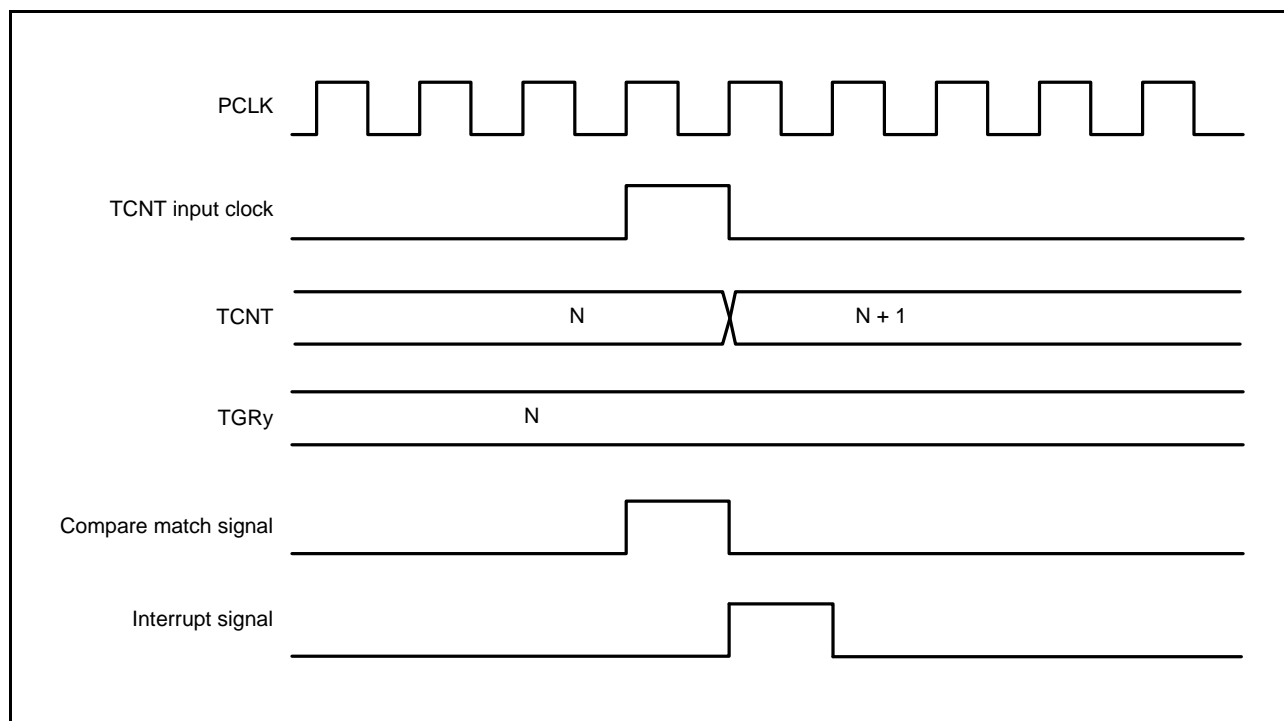 PCLK
TCNT input clock
TCNT
N
N + 1
TGRy
N
Compare match signal
Interrupt signal